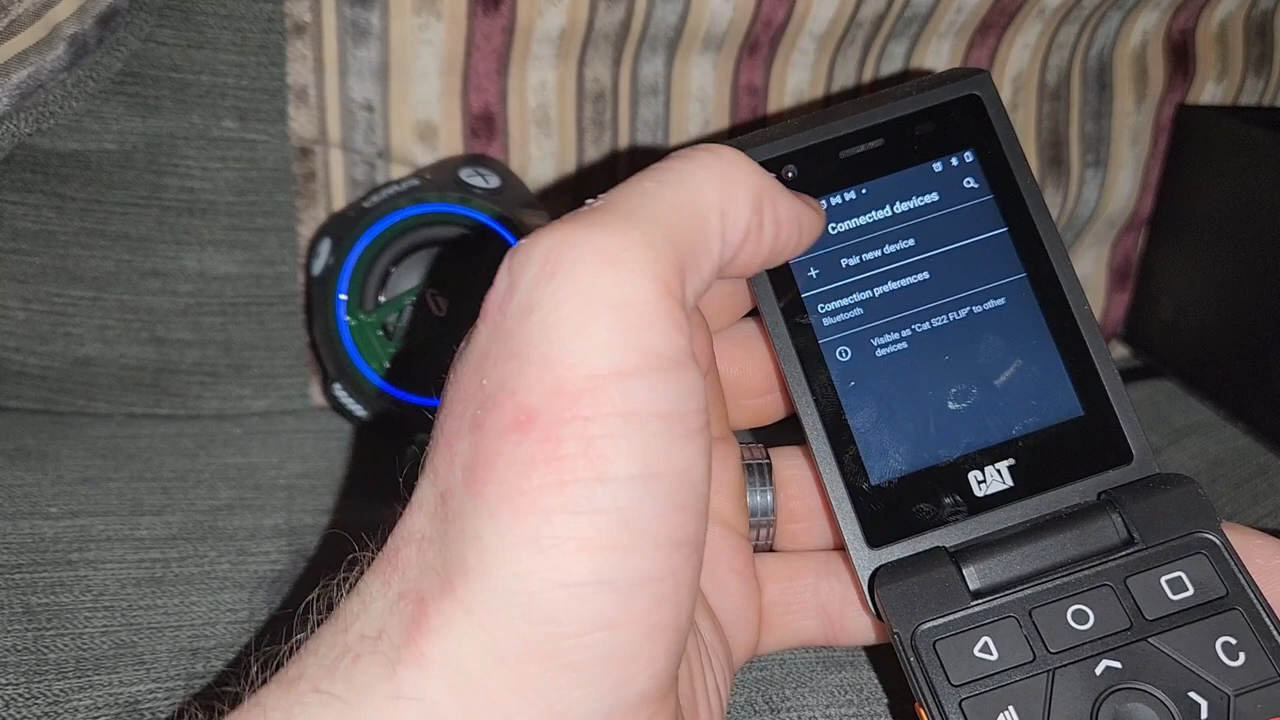 Connected devices
Pair new device
Connection preferences
Bluetooth
Visible as "Cat S22 FLIP" to other
devices
CAT
C